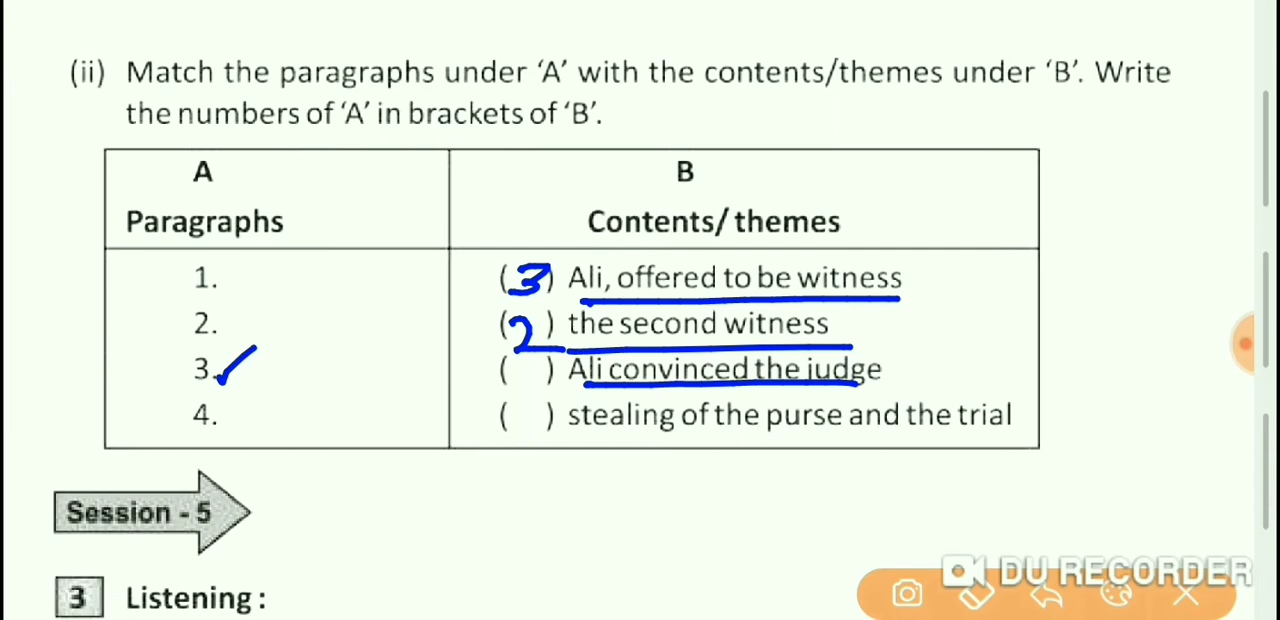 (ii) Match the paragraphs under ‘A’ with the contents/themes under ‘B’. Write
the numbers of ‘A’ in brackets of ‘B’.
A B
Paragraphs Contents/ themes
1. (3) Ali, offered to be witness
2. (2) the second witness
3. ( ) Ali convinced the judge
4. ( ) stealing of the purse and the trial
Session - 5
DU RECORDER
3 Listening :